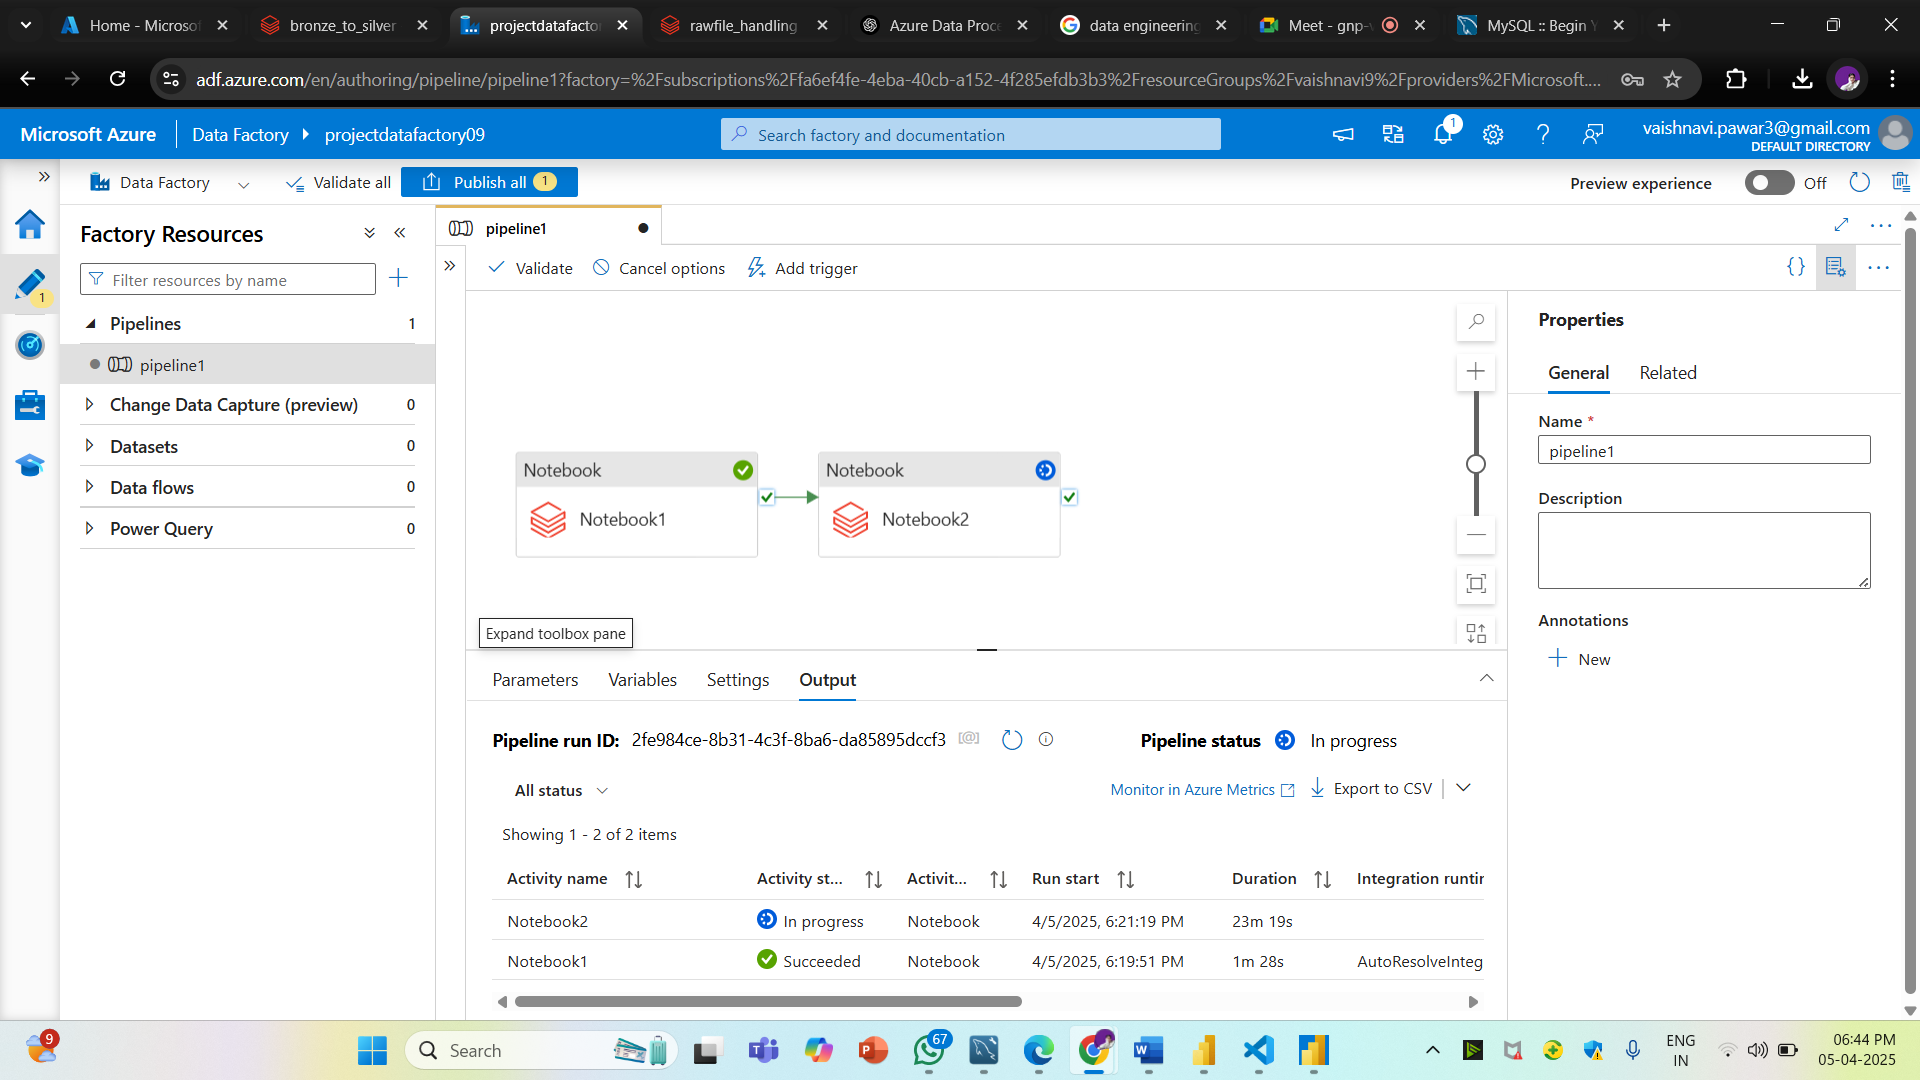 Home - Microsof
bronze_to_silver
projectdatafactor
rawfile_handling
Azure Data Proce
data engineering
Meet - gnp-
MySQL :: Begin Y
adf.azure.com/en/authoring/pipeline/pipeline1?factory=%2Fsubscriptions%2Ffa6ef4fe-4eba-40cb-a152-4f285efdb3b3%2FresourceGroups%2Fvaishnavi9%2Fproviders%2FMicrosoft....
Microsoft Azure
Data Factory
projectdatafactory09
Search factory and documentation
1
vaishnavi.pawar3@gmail.com
DEFAULT DIRECTORY
Data Factory
Validate all
Publish all 1
Preview experience
Off
1
Factory Resources
Filter resources by name
Pipelines 1
pipeline1
Change Data Capture (preview) 0
Datasets 0
Data flows 0
Power Query 0
pipeline1
Validate
Cancel options
Add trigger
Notebook
Notebook1
Notebook
Notebook2
Expand toolbox pane
Properties
General
Related
Name *
pipeline1
Description
Annotations
New
Parameters
Variables
Settings
Output
Pipeline run ID: 2fe984ce-8b31-4c3f-8ba6-da85895dccf3
Pipeline status In progress
All status
Monitor in Azure Metrics
Export to CSV
Showing 1 - 2 of 2 items
Activity name Activity st... Activit... Run start Duration Integration runtin
Notebook2 In progress Notebook 4/5/2025, 6:21:19 PM 23m 19s
Notebook1 Succeeded Notebook 4/5/2025, 6:19:51 PM 1m 28s AutoResolveInteg
9
Search
67
ENG
IN
06:44 PM
05-04-2025